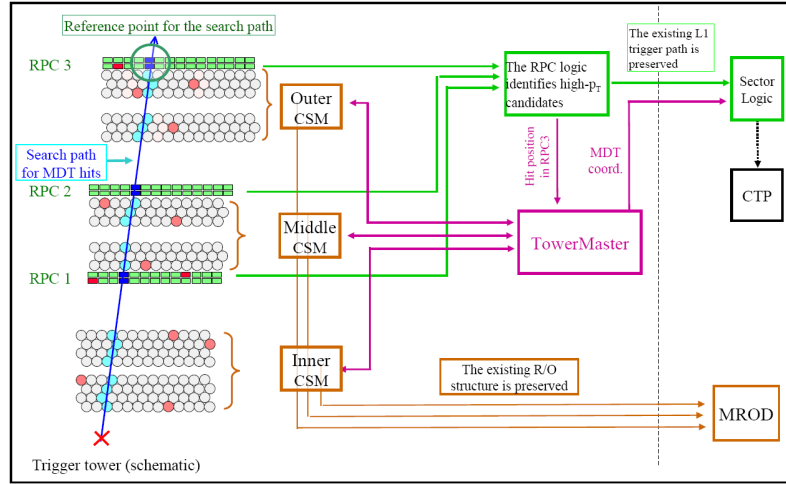 Reference point for the search path
The existing L1
trigger path is
preserved
RPC 3
The RPC logic
identifies high-pT
candidates
Sector
Logic
Outer
CSM
Search path
for MDT hits
Hit position
in RPC3
MDT
coord.
RPC 2
CTP
Middle
CSM
TowerMaster
RPC 1
Inner
CSM
The existing R/O
structure is preserved
MROD
Trigger tower (schematic)